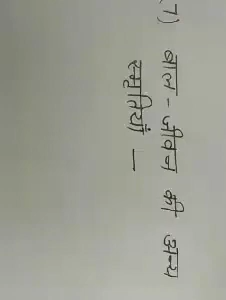 7) बाल - जीवन की अन्य
स्मृतियाँ —